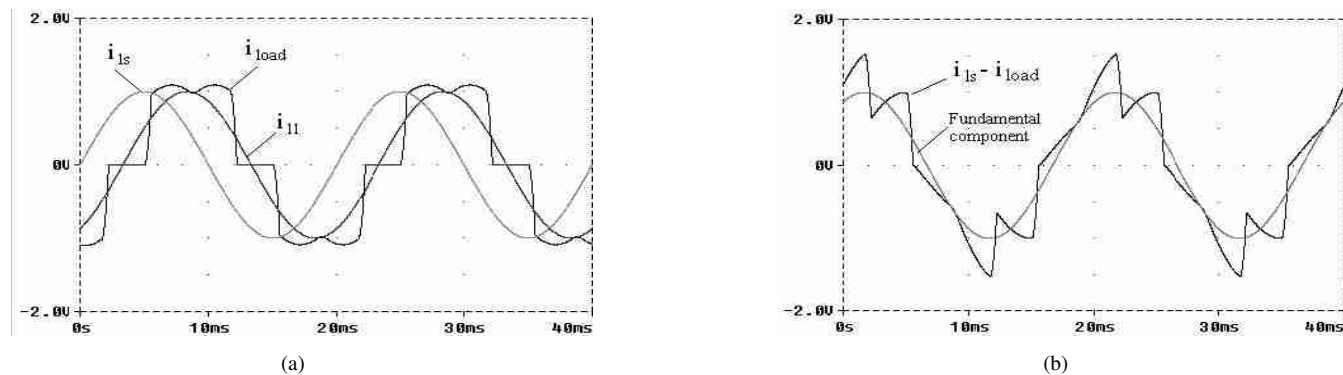 2.0V
i1s
iload
i11
0V
-2.0V
0s
10ms
20ms
30ms
40ms
(a)
2.0V
i1s - iload
Fundamental
component
0V
-2.0V
0s
10ms
20ms
30ms
40ms
(b)